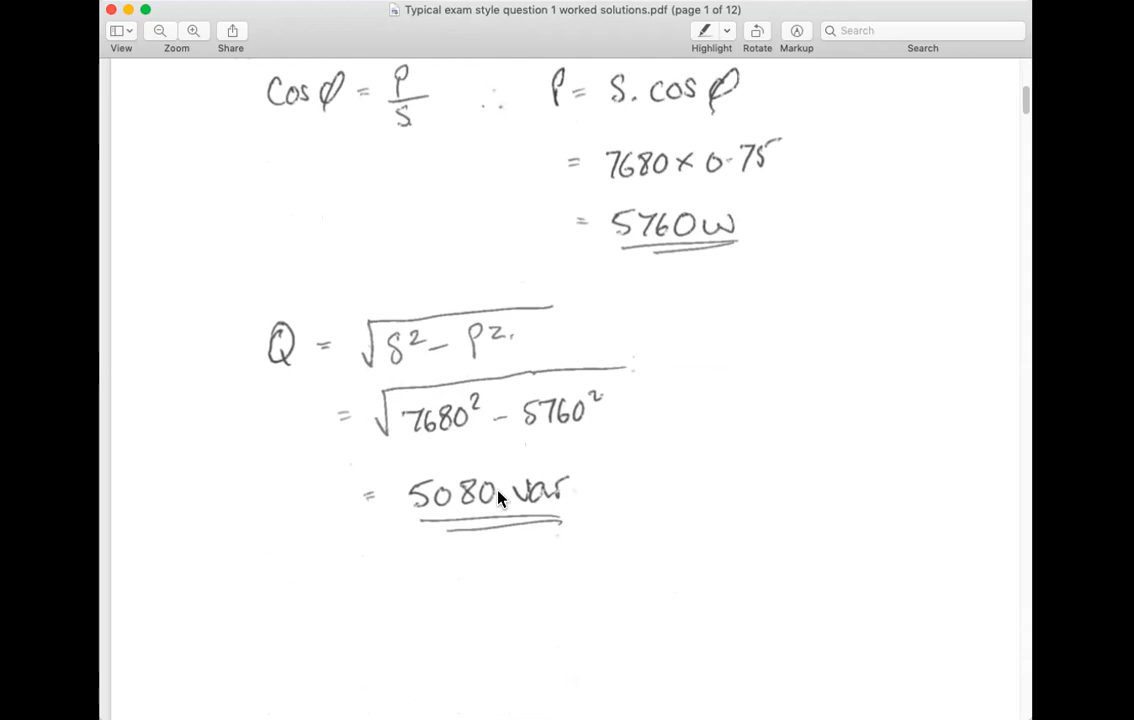 Typical exam style question 1 worked solutions.pdf (page 1 of 12)
View Zoom Share Highlight Rotate Markup Search
Search
Cos φ = P/S ∴ P = S. cos φ
= 7680 × 0.75
= 5760 W
Q = √S² - P².
= √7680² - 5760²
= 5080 var